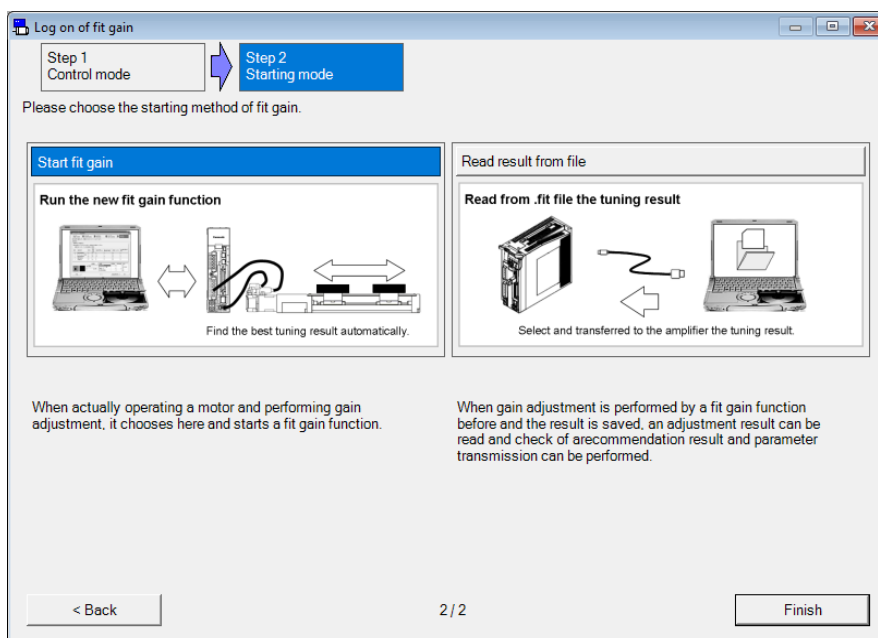 Log on of fit gain
Step 1
Control mode
Step 2
Starting mode
Please choose the starting method of fit gain.
Start fit gain
Run the new fit gain function
Find the best tuning result automatically.
When actually operating a motor and performing gain
adjustment, it chooses here and starts a fit gain function.
Read result from file
Read from .fit file the tuning result
Select and transferred to the amplifier the tuning result.
When gain adjustment is performed by a fit gain function
before and the result is saved, an adjustment result can be
read and check of arecommendation result and parameter
transmission can be performed.
< Back
2 / 2
Finish